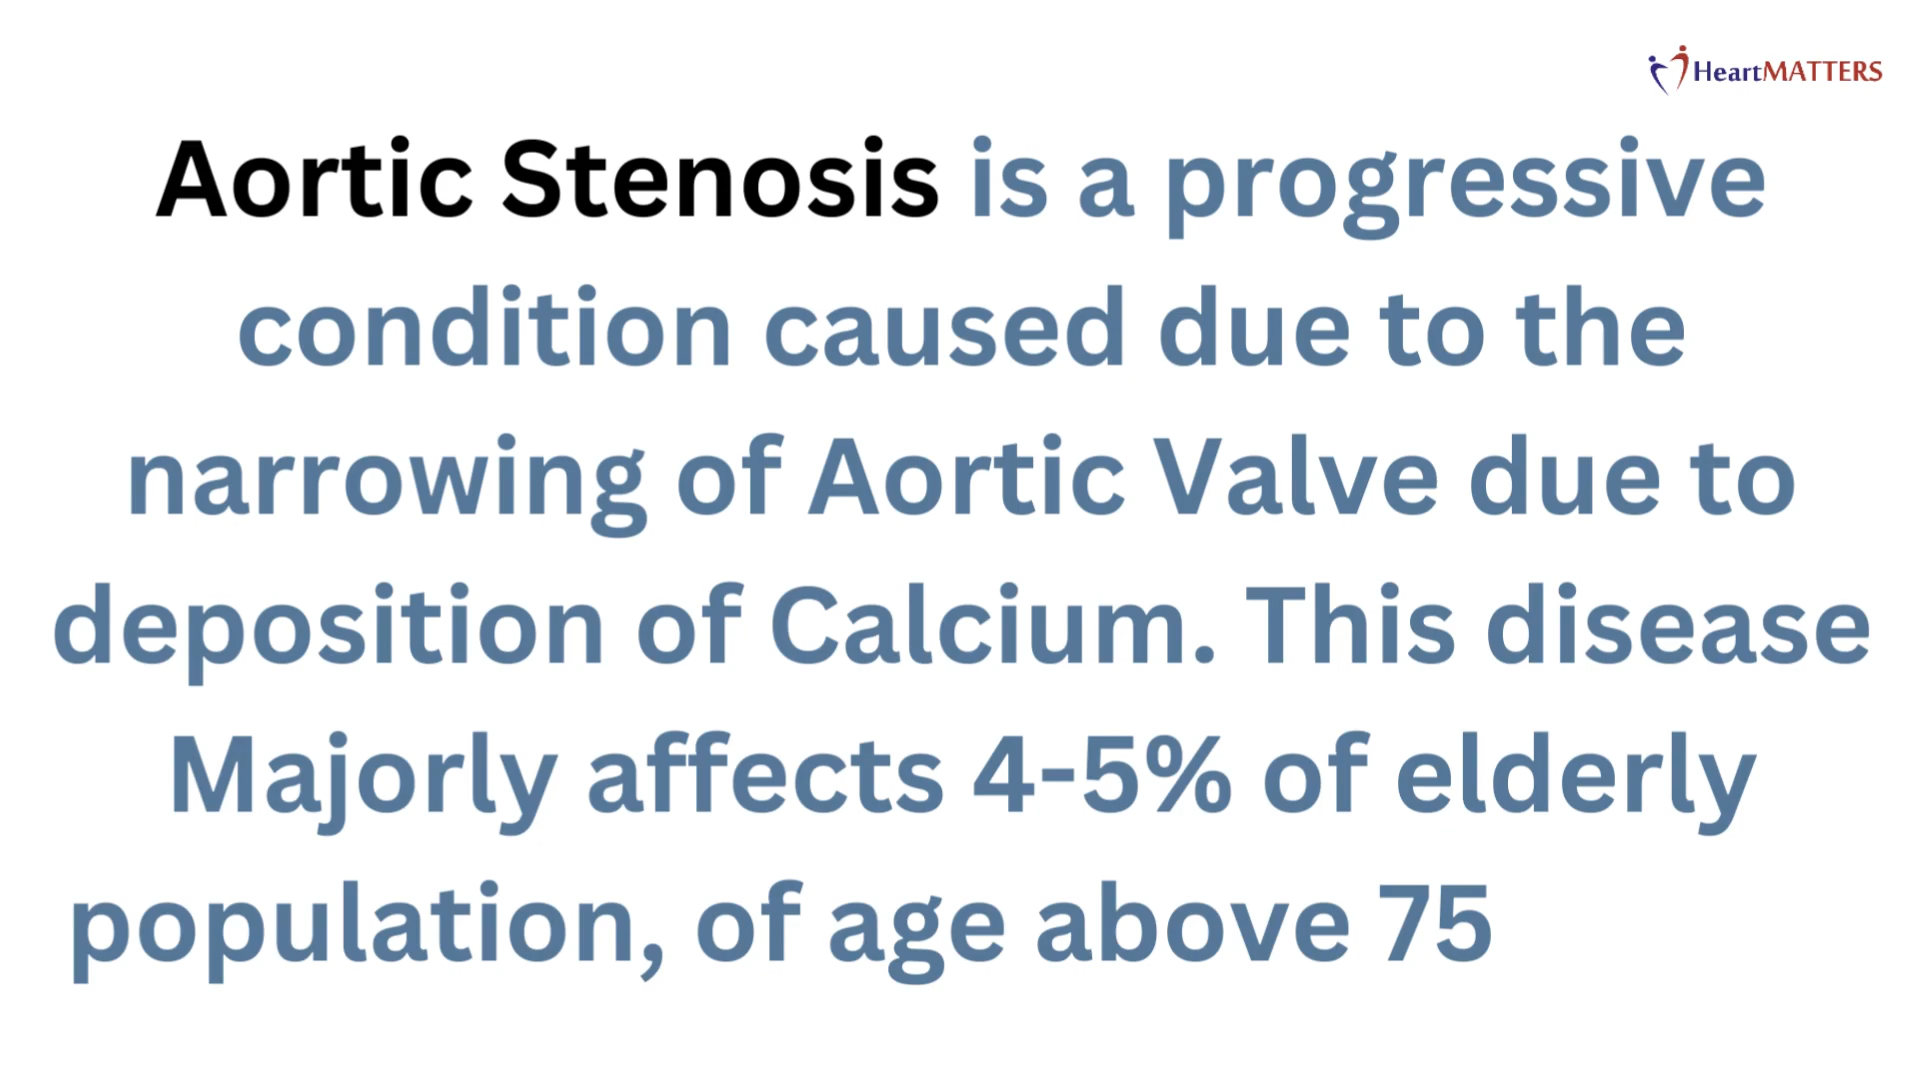 HeartMATTERS
Aortic Stenosis is a progressive
condition caused due to the
narrowing of Aortic Valve due to
deposition of Calcium. This disease
Majorly affects 4-5% of elderly
population, of age above 75